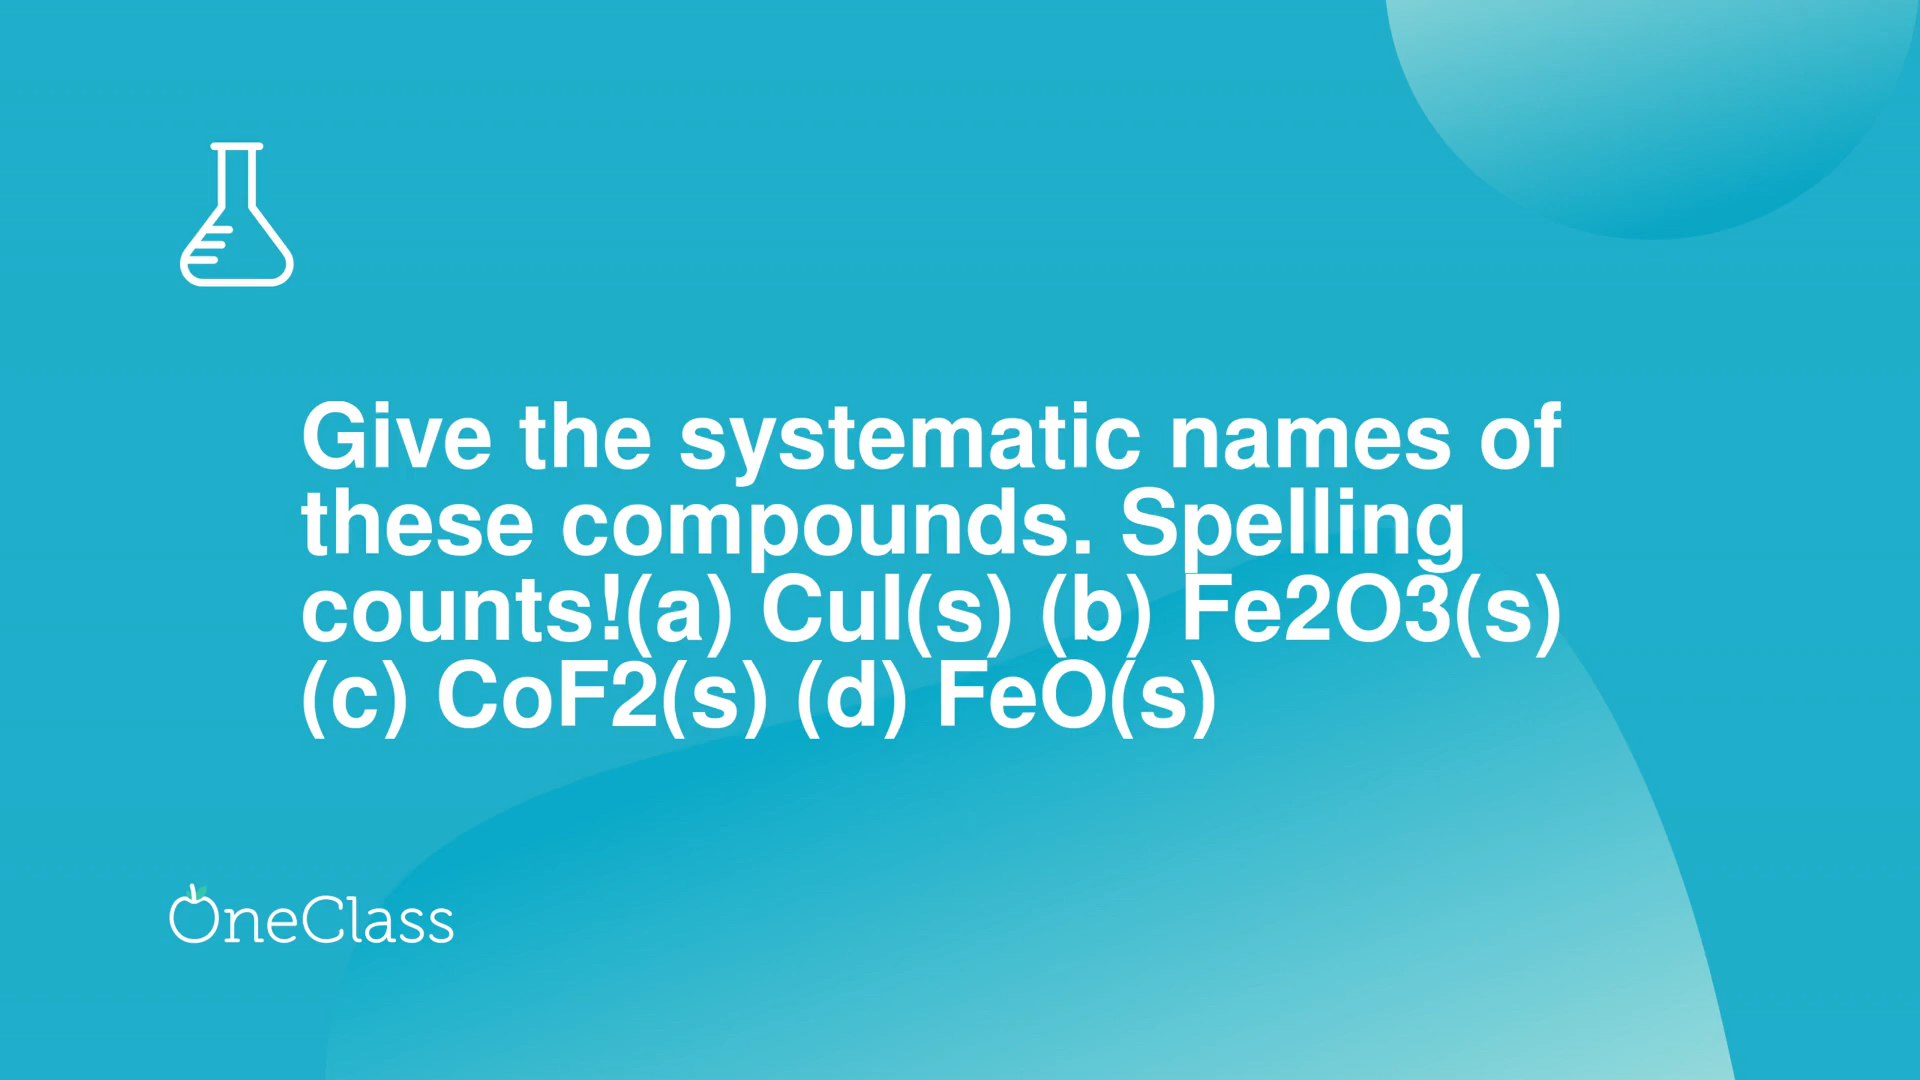 Give the systematic names of
these compounds. Spelling
counts!(a) CuI(s) (b) Fe2O3(s)
(c) CoF2(s) (d) FeO(s)
OneClass